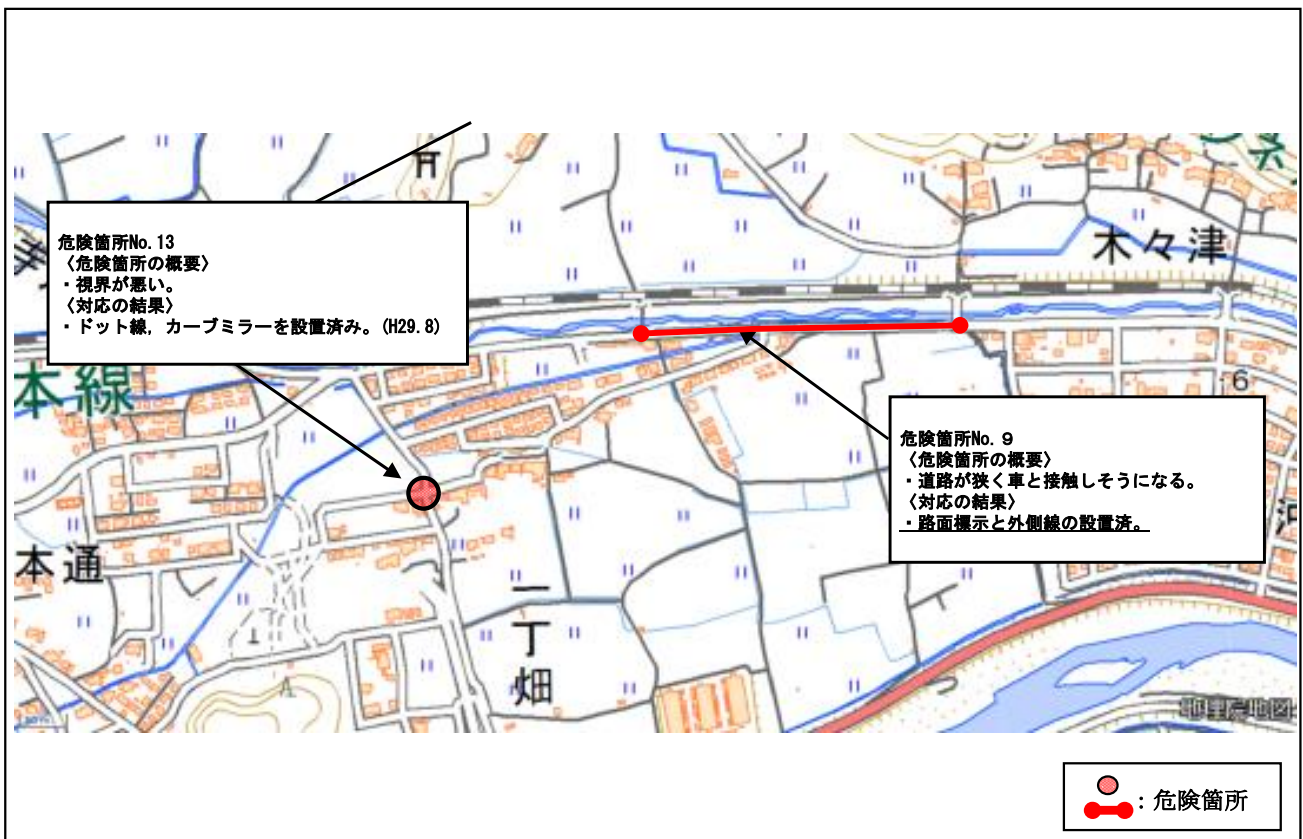 木々津
危険箇所No.13
〈危険箇所の概要〉
・視界が悪い。
〈対応の結果〉
・ドット線，カーブミラーを設置済み。(H29.8)
本線
・6
危険箇所No.９
〈危険箇所の概要〉
・道路が狭く車と接触しそうになる。
〈対応の結果〉
・路面標示と外側線の設置済。
本通
一丁畑
地理院地図
：危険箇所